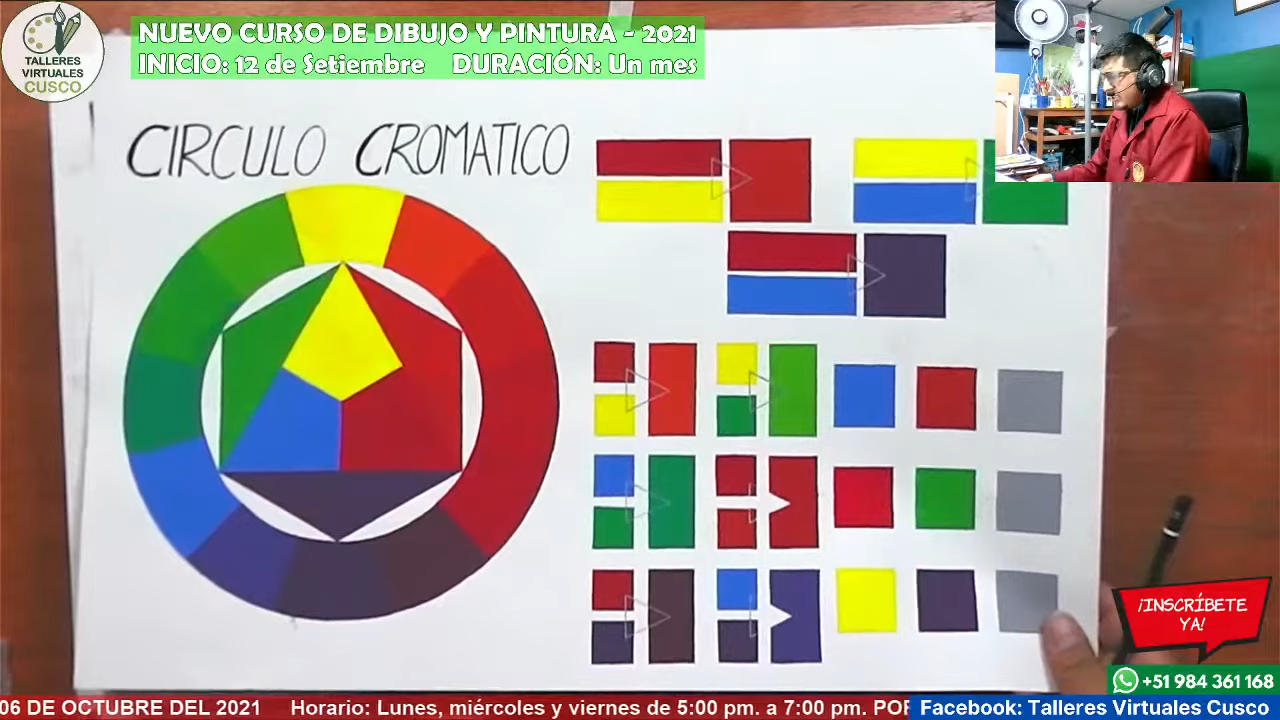 TALLERES
VIRTUALES
CUSCO
NUEVO CURSO DE DIBUJO Y PINTURA - 2021
INICIO: 12 de Setiembre DURACIÓN: Un mes
CIRCULO CROMATICO
¡INSCRÍBETE
YA!
+51 984 361 168
06 DE OCTUBRE DEL 2021 Horario: Lunes, miércoles y viernes de 5:00 pm. a 7:00 pm.
Facebook: Talleres Virtuales Cusco